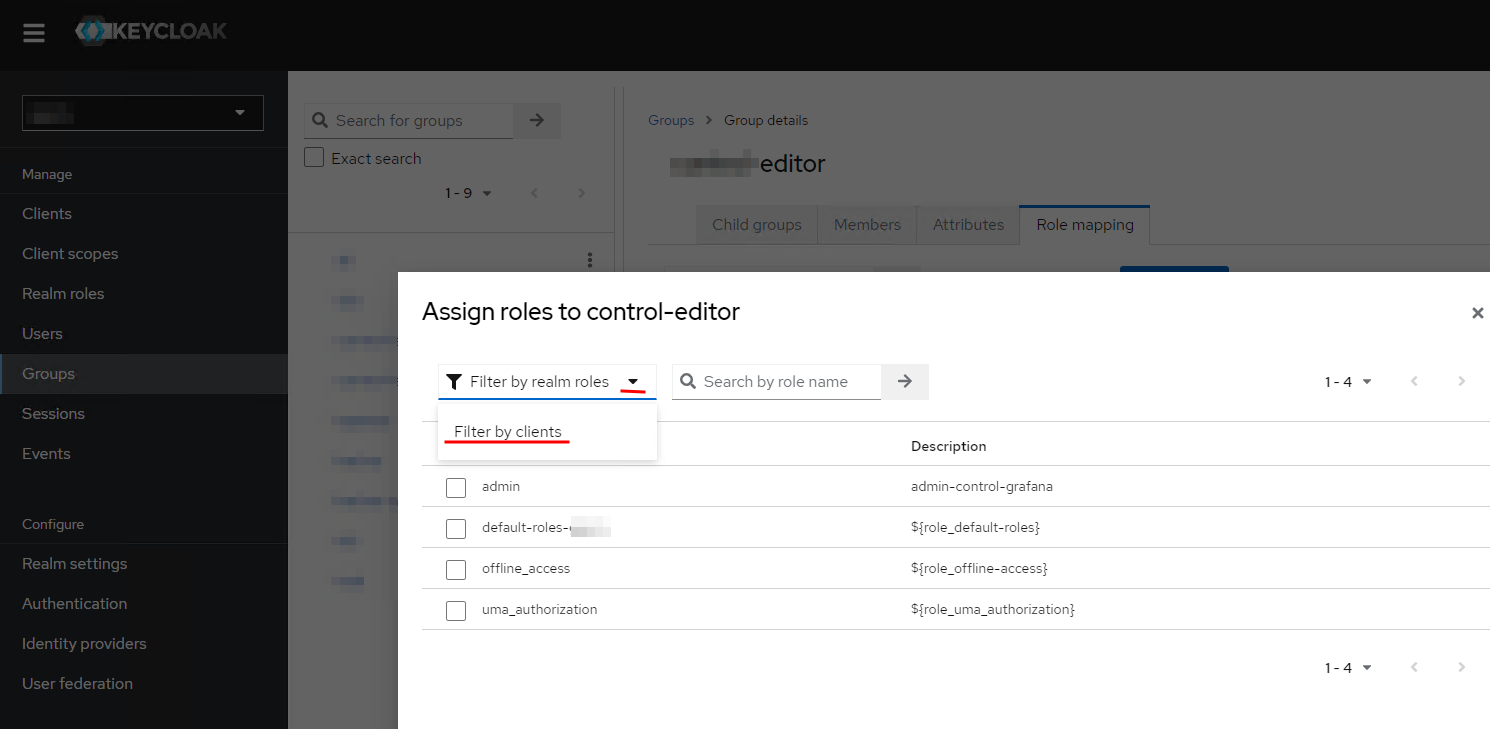 KEYCLOAK
Manage
Clients
Client scopes
Realm roles
Users
Groups
Sessions
Events
Configure
Realm settings
Authentication
Identity providers
User federation
Search for groups
Exact search
1 - 9
Groups > Group details
editor
Child groups Members Attributes Role mapping
Assign roles to control-editor
Filter by realm roles Search by role name 1 - 4
Filter by clients
Description
admin admin-control-grafana
default-roles- ${role_default-roles}
offline_access ${role_offline-access}
uma_authorization ${role_uma_authorization}
1 - 4